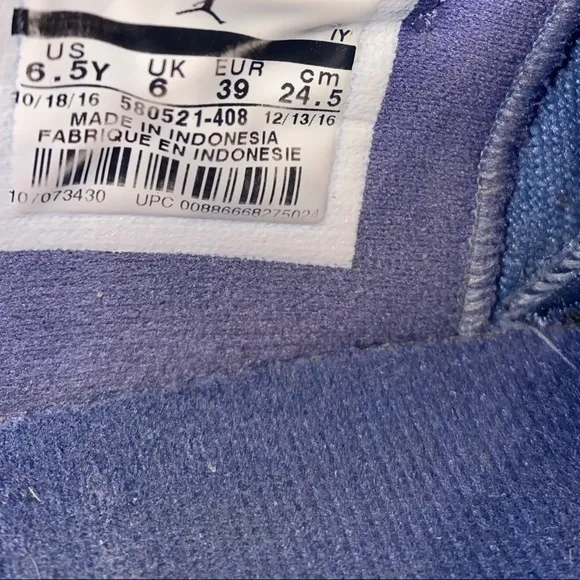 IY
US UK EUR cm
6.5Y 6 39 24.5
10/18/16 580521-408 12/13/16
MADE IN INDONESIA
FABRIQUE EN INDONESIE
107073430 UPC 00886668275024